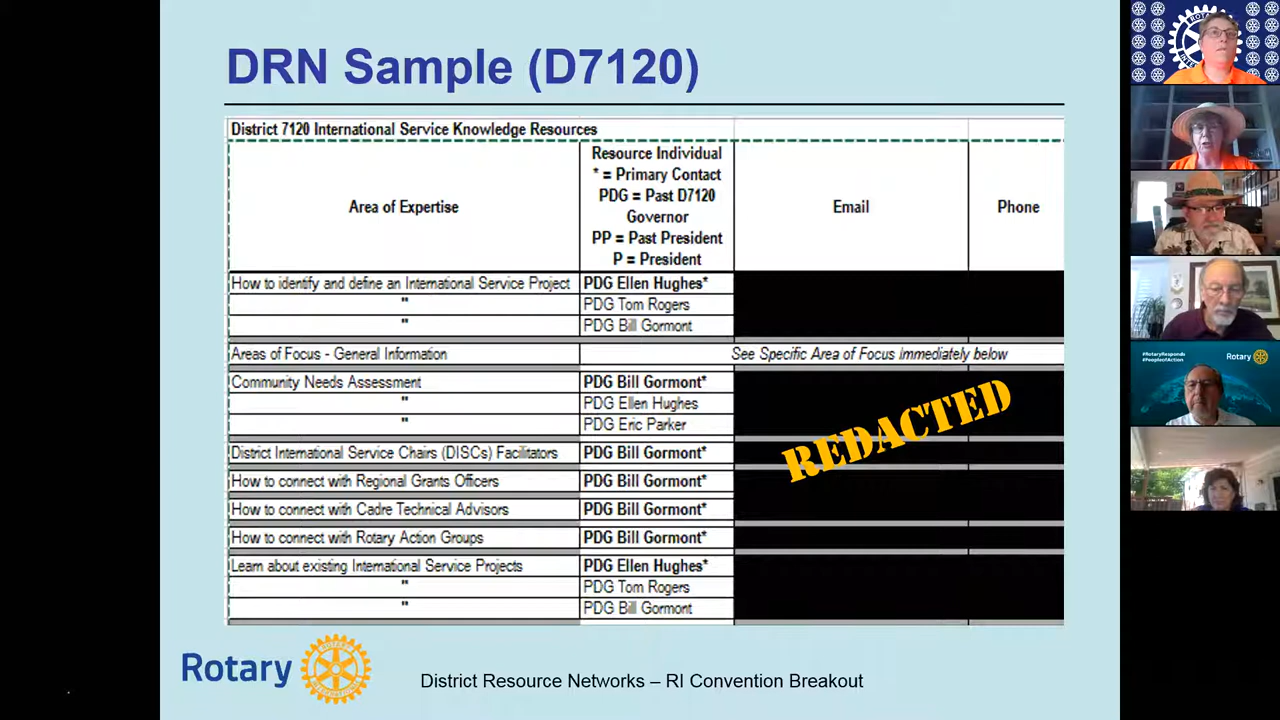 DRN Sample (D7120)
District 7120 International Service Knowledge Resources
Area of Expertise
Resource Individual
* = Primary Contact
PDG = Past D7120
Governor
PP = Past President
P = President
Email
Phone
How to identify and define an International Service Project PDG Ellen Hughes*
" PDG Tom Rogers
" PDG Bill Gormont
Areas of Focus - General Information See Specific Area of Focus immediately below
Community Needs Assessment PDG Bill Gormont*
" PDG Ellen Hughes
" PDG Eric Parker
District International Service Chairs (DISCs) Facilitators PDG Bill Gormont*
How to connect with Regional Grants Officers PDG Bill Gormont*
How to connect with Cadre Technical Advisors PDG Bill Gormont*
How to connect with Rotary Action Groups PDG Bill Gormont*
Learn about existing International Service Projects PDG Ellen Hughes*
" PDG Tom Rogers
" PDG Bill Gormont
REDACTED
Rotary
ROTARY
INTERNATIONAL
District Resource Networks – RI Convention Breakout
#RotaryResponds
#PeopleofAction
Rotary